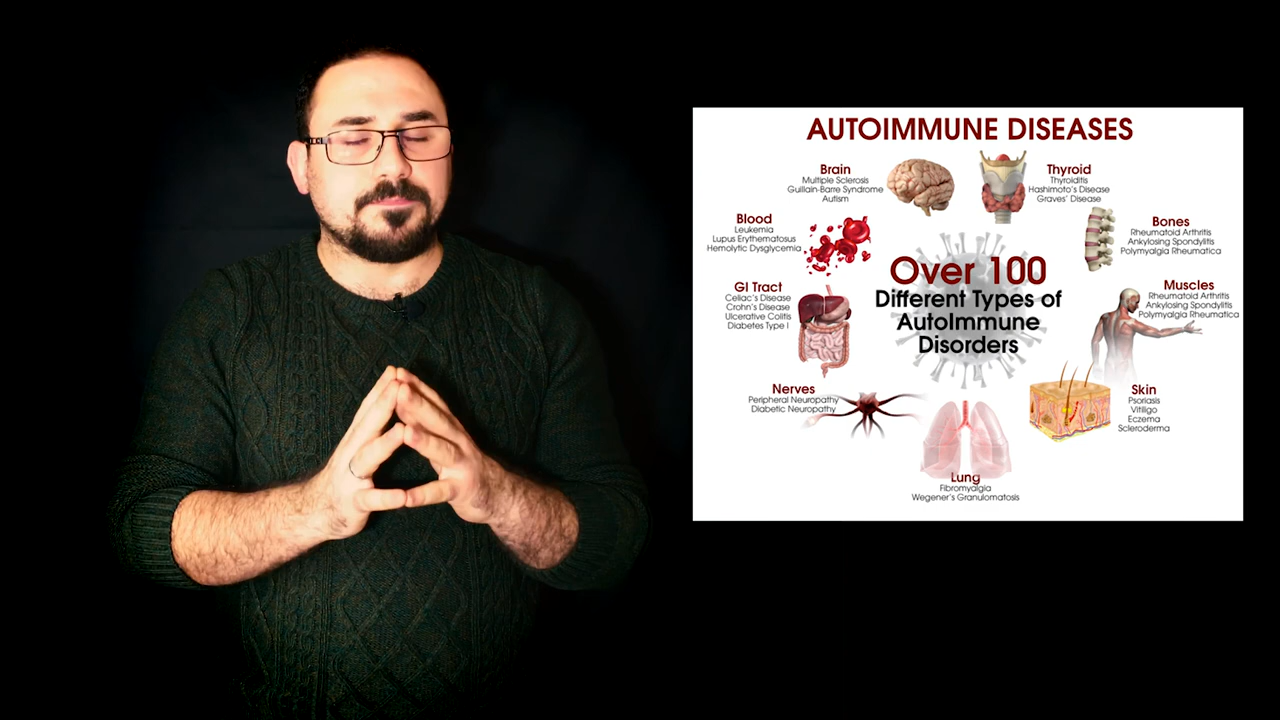 AUTOIMMUNE DISEASES
Brain
Multiple Sclerosis
Guillain-Barre Syndrome
Autism
Thyroid
Thyroiditis
Hashimoto's Disease
Graves' Disease
Blood
Leukemia
Lupus Erythematosus
Hemolytic Dysglycemia
Bones
Rheumatoid Arthritis
Ankylosing Spondylitis
Polymyalgia Rheumatica
GI Tract
Celiac's Disease
Crohn's Disease
Ulcerative Colitis
Diabetes Type I
Over 100
Different Types of
AutoImmune
Disorders
Muscles
Rheumatoid Arthritis
Ankylosing Spondylitis
Polymyalgia Rheumatica
Nerves
Peripheral Neuropathy
Diabetic Neuropathy
Skin
Psoriasis
Vitiligo
Eczema
Scleroderma
Lung
Fibromyalgia
Wegener's Granulomatosis